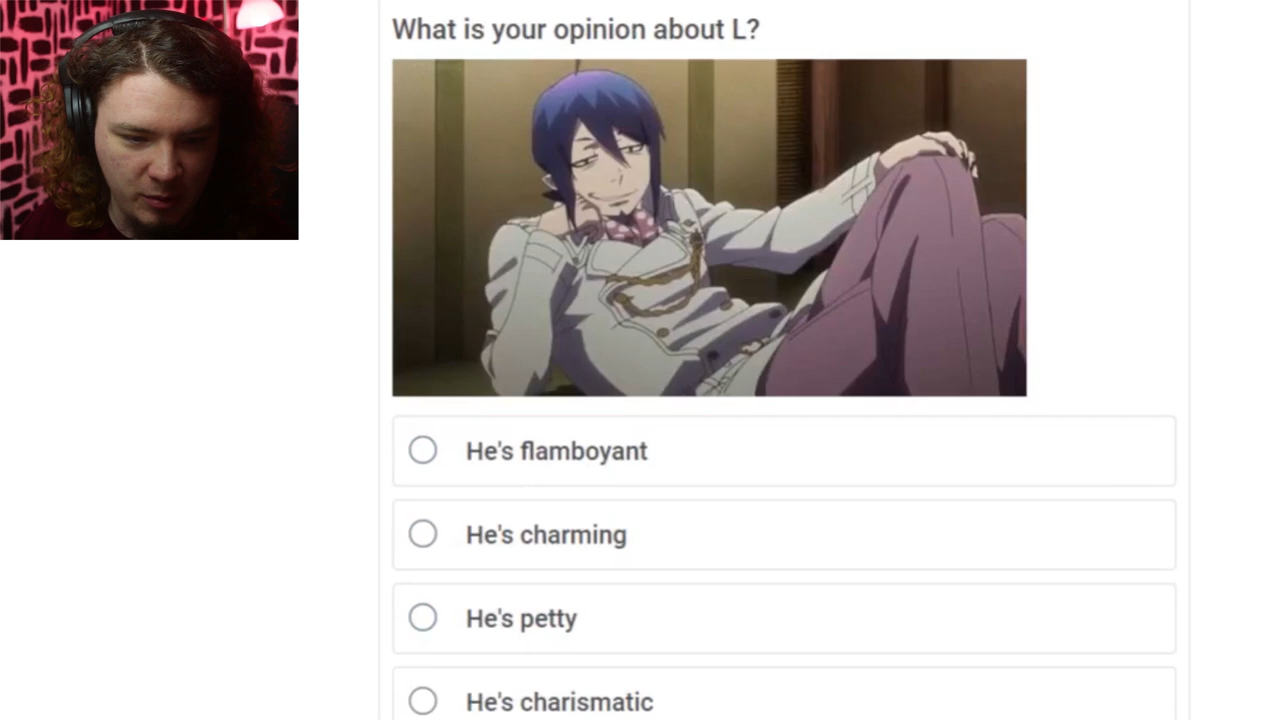 What is your opinion about L?
He's flamboyant
He's charming
He's petty
He's charismatic